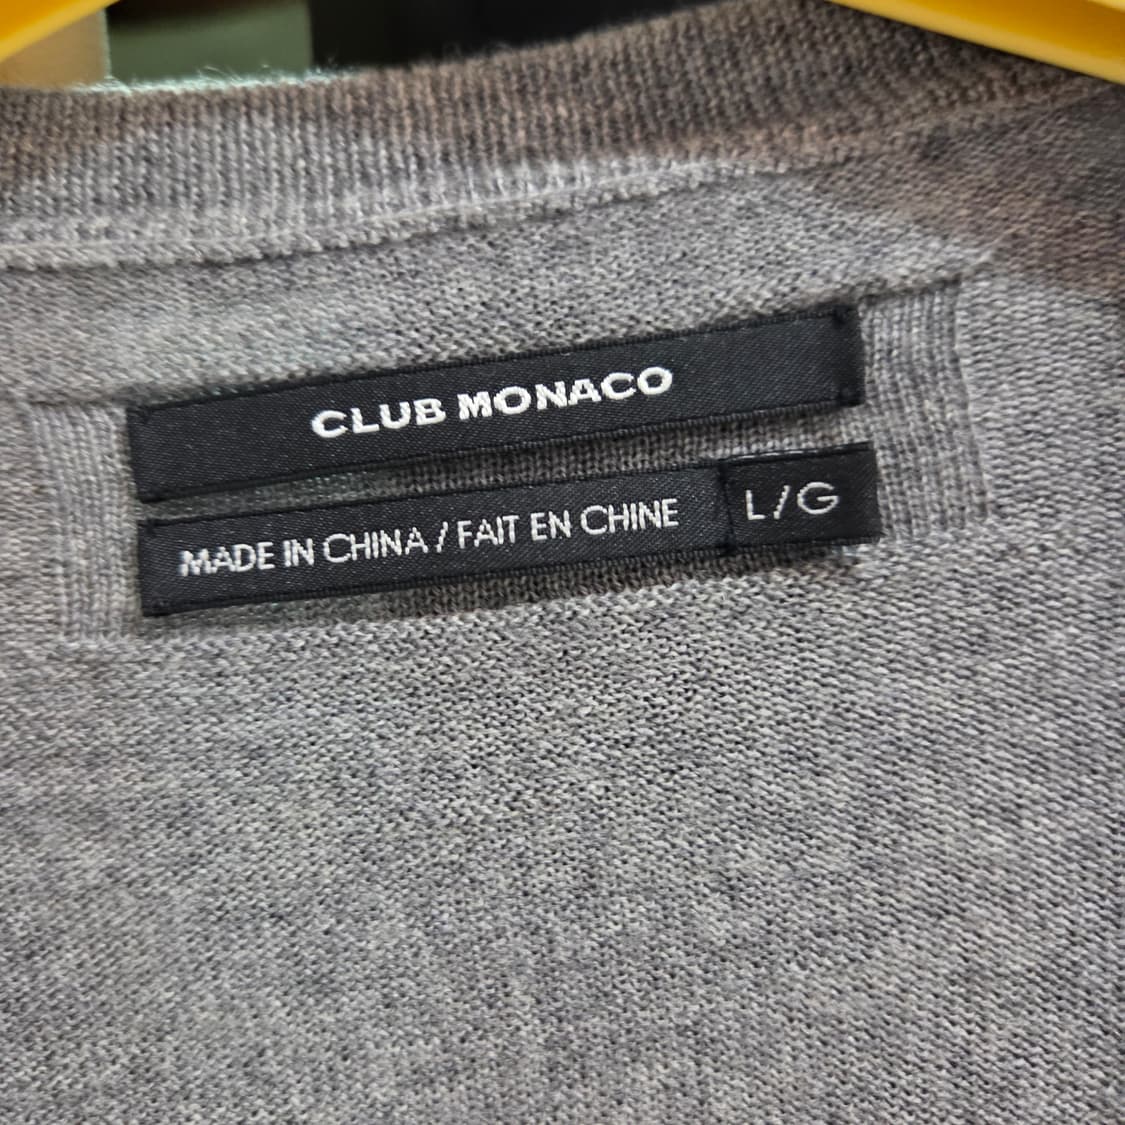 CLUB MONACO
MADE IN CHINA / FAIT EN CHINE
L/G